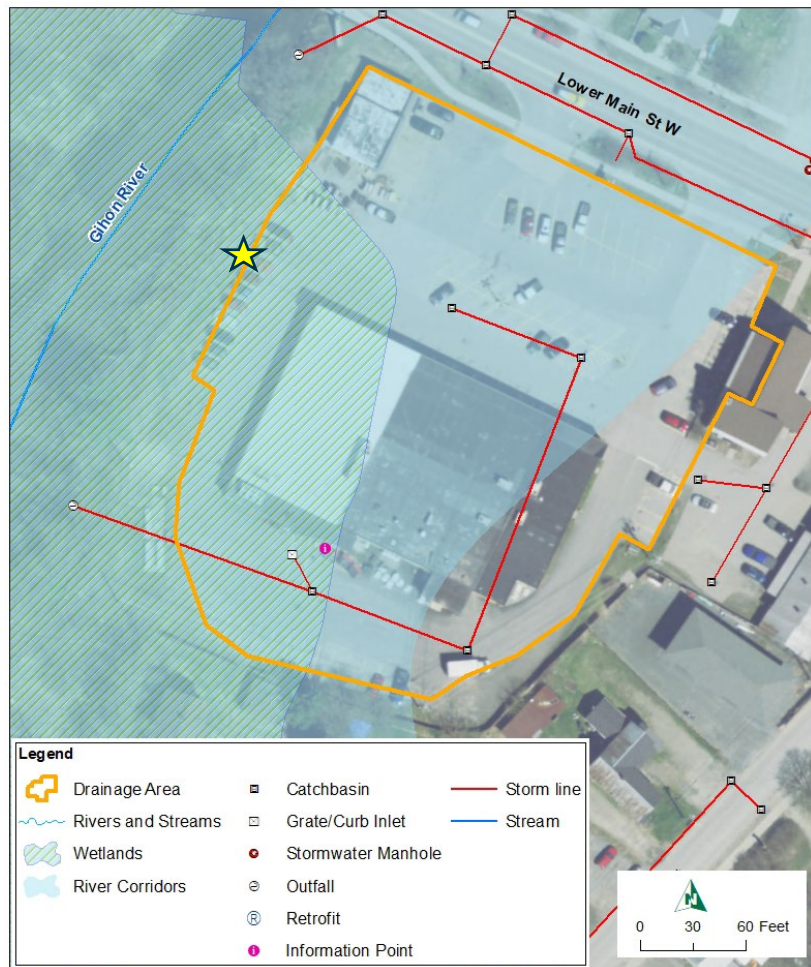 Lower Main St W
Gihon River
Legend
Drainage Area
Rivers and Streams
Wetlands
River Corridors
Catchbasin
Grate/Curb Inlet
Stormwater Manhole
Outfall
R Retrofit
i Information Point
Storm line
Stream
N
0 30 60 Feet